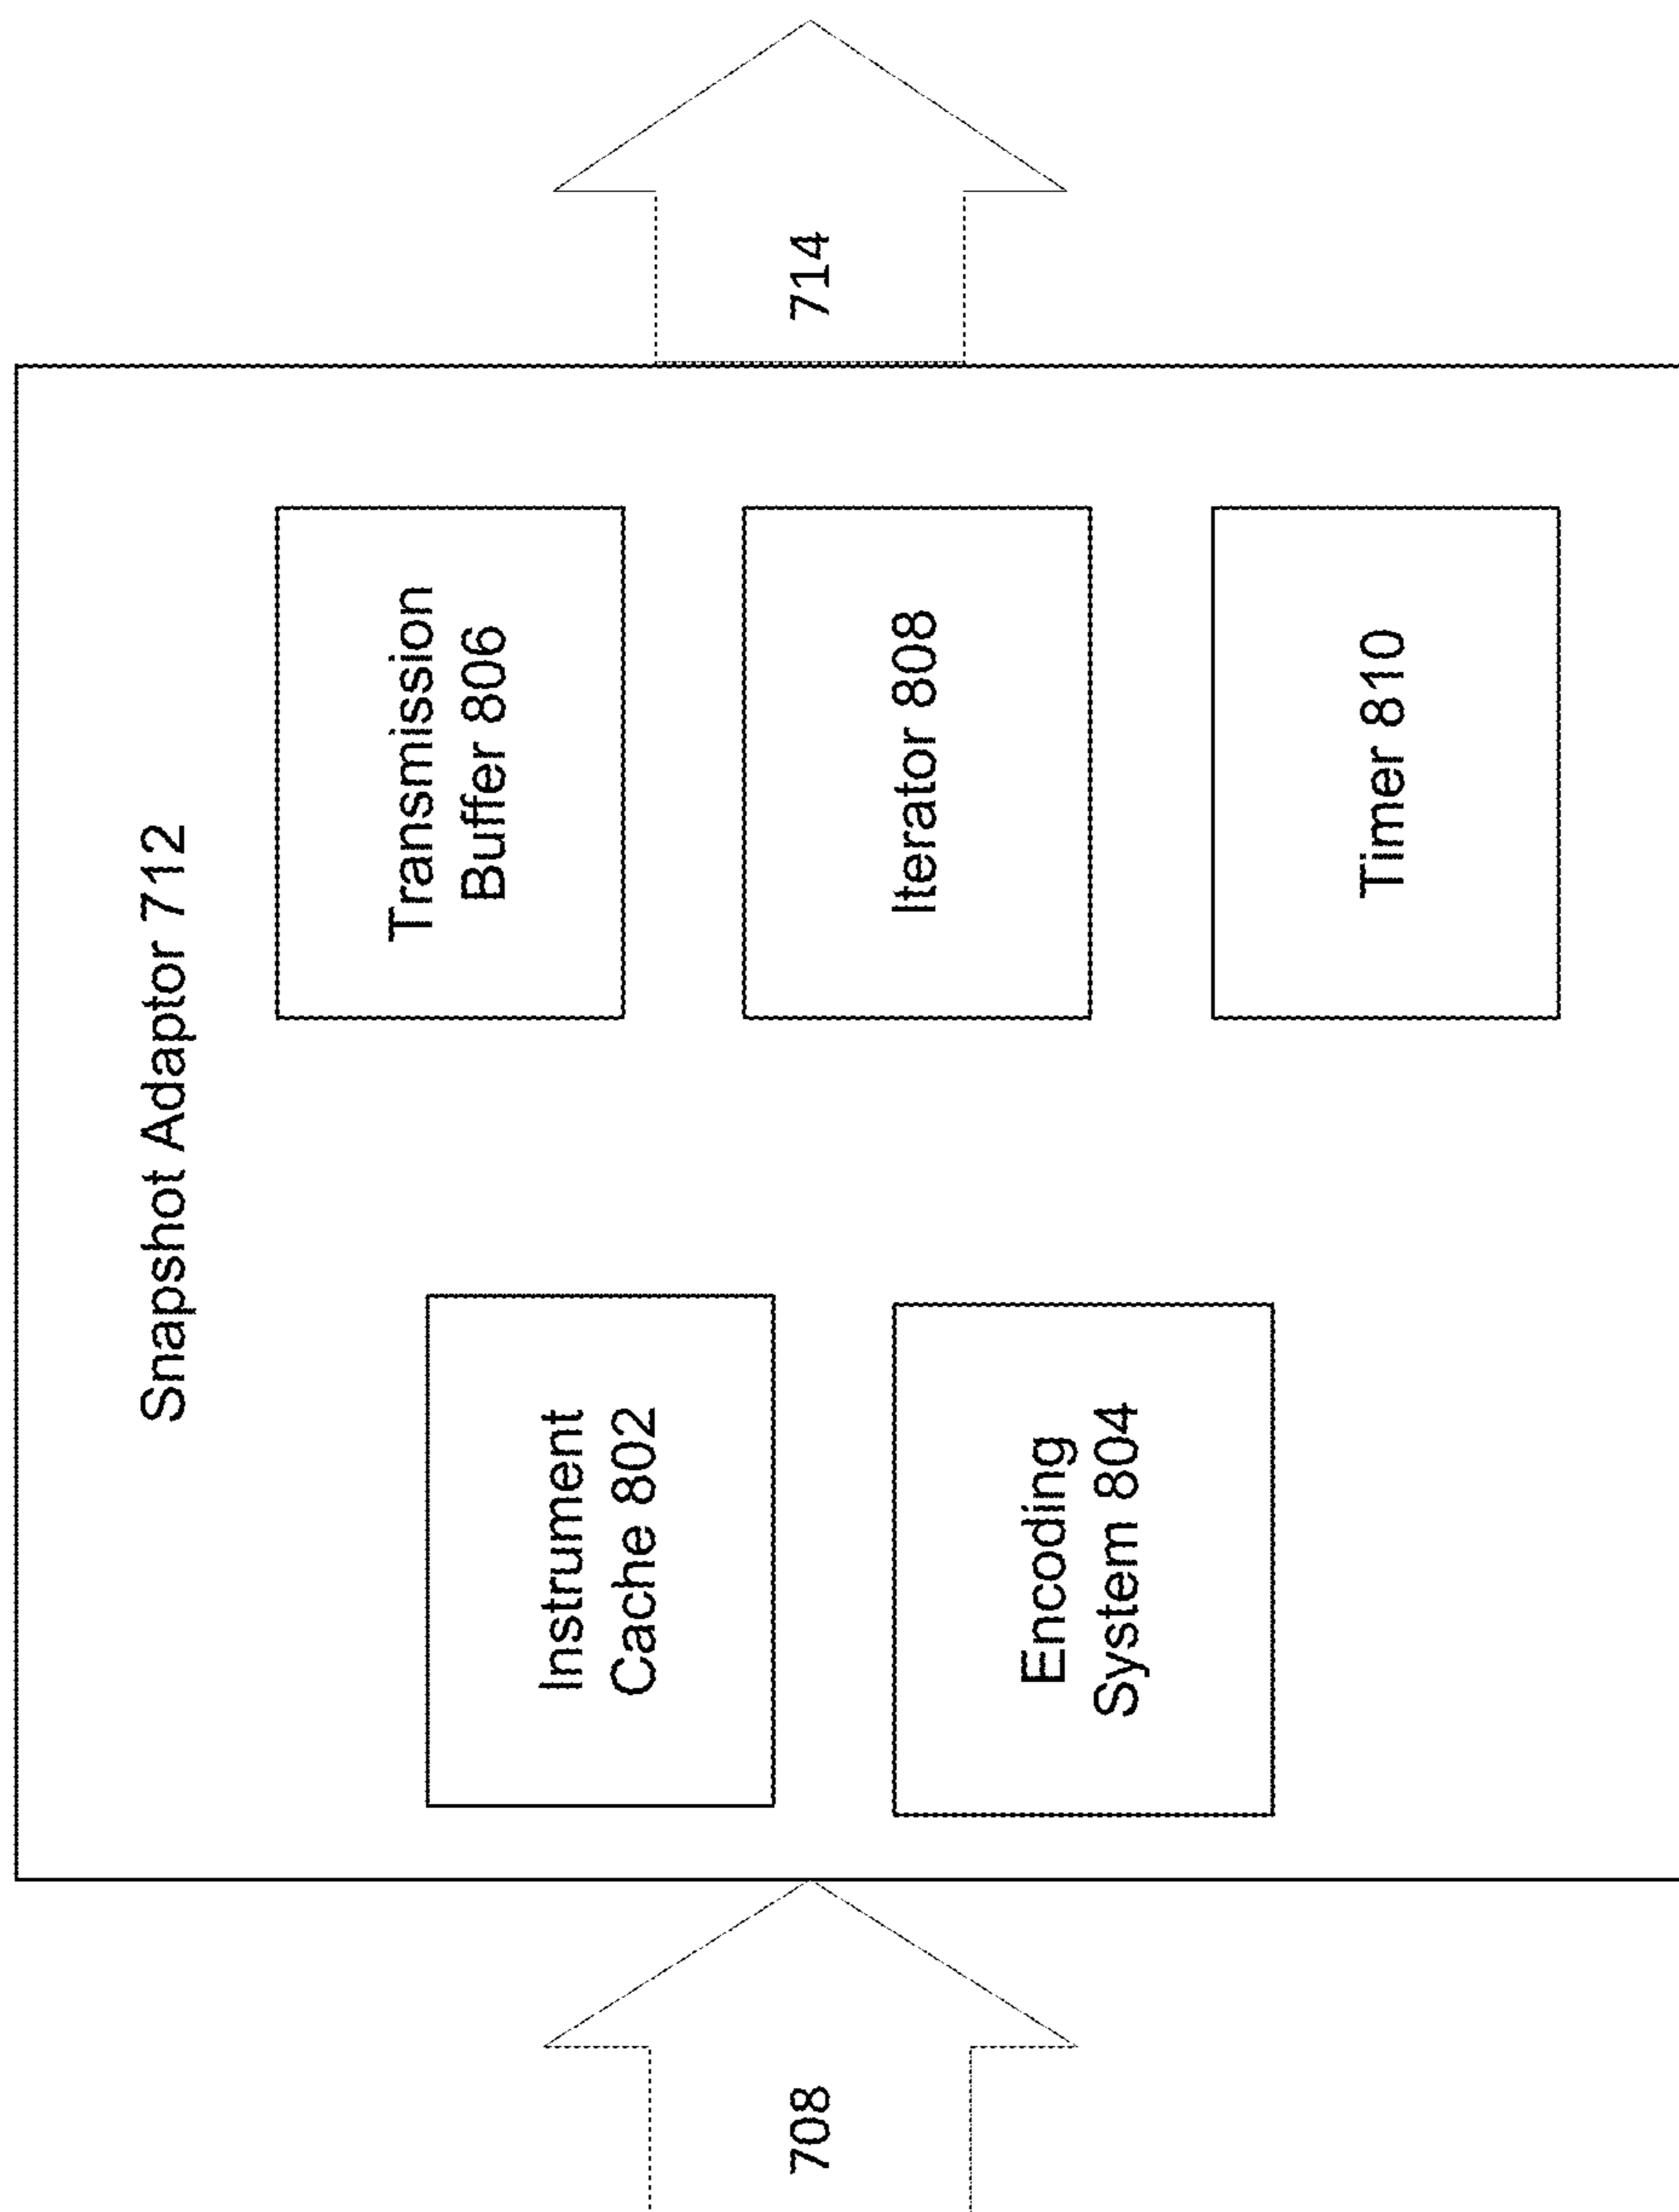 Snapshot Adaptor 712
708
Instrument
Cache 802
Encoding
System 804
Transmission
Buffer 806
Iterator 808
Timer 810
714